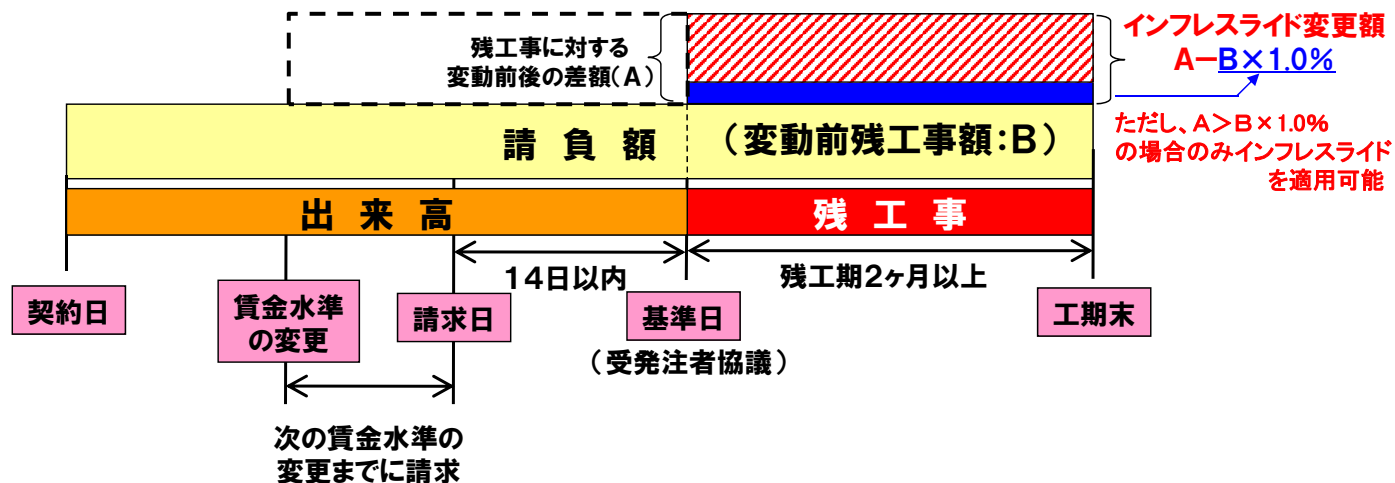 残工事に対する
変動前後の差額(A)
インフレスライド変更額
A-B×1.0%
ただし、A>B×1.0%
の場合のみインフレスライド
を適用可能
請負額 (変動前残工事額:B)
出来高 残工事
14日以内 残工期2ヶ月以上
契約日
賃金水準
の変更
請求日
基準日
(受発注者協議)
工期末
次の賃金水準の
変更までに請求